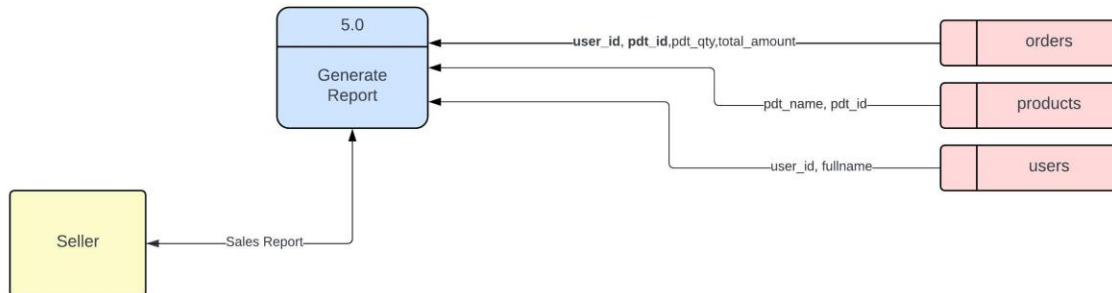 5.0
Generate
Report
user_id, pdt_id,pdt_qty,total_amount
orders
pdt_name, pdt_id
products
user_id, fullname
users
Seller
Sales Report